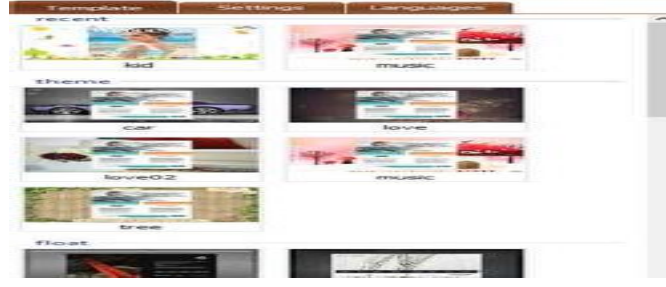 Template Settings Languages
recent
kid music
theme
car love
love02 music
tree
float